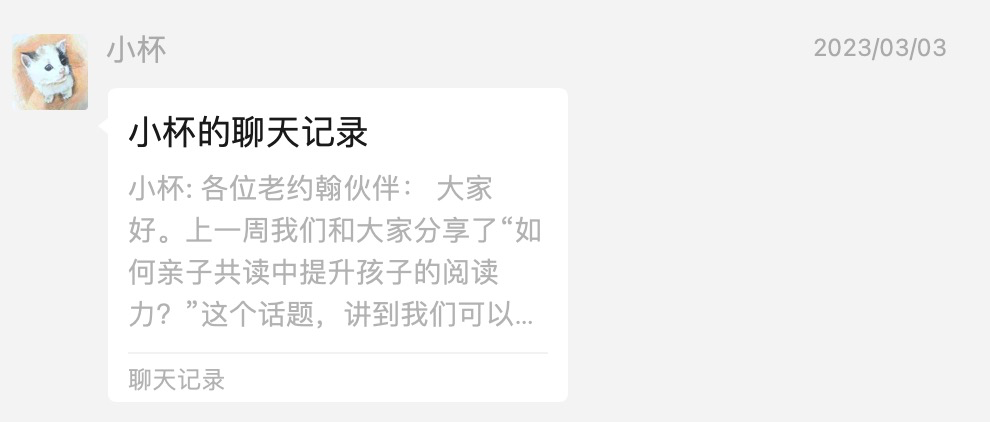 小杯
2023/03/03
小杯的聊天记录
小杯: 各位老约翰伙伴： 大家
好。上一周我们和大家分享了“如
何亲子共读中提升孩子的阅读
力？”这个话题，讲到我们可以...
聊天记录